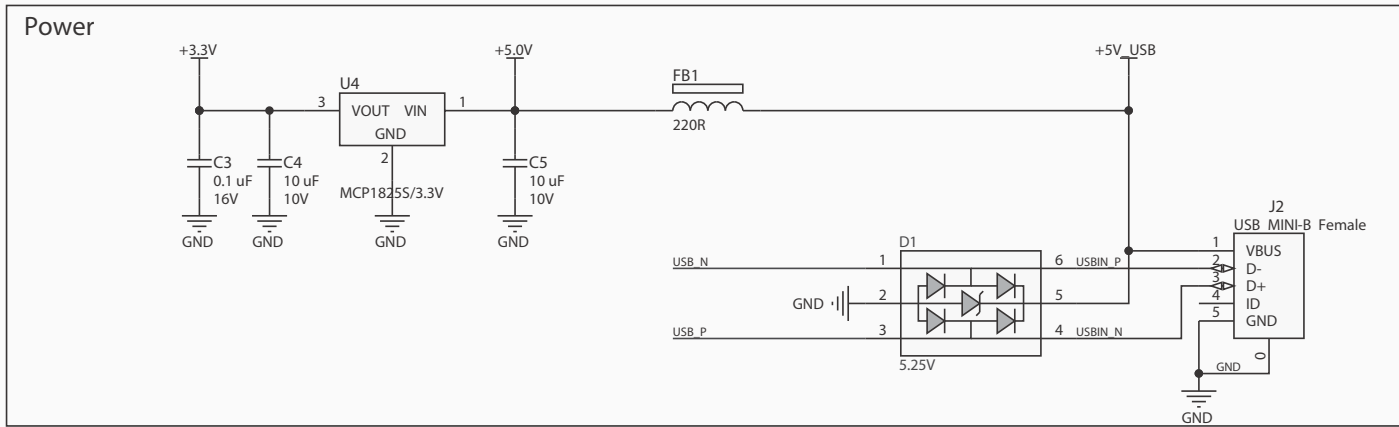 Power
+3.3V
+5.0V
+5V_USB
U4
FB1
3
VOUT VIN
1
GND
2
220R
MCP1825S/3.3V
C3
0.1 uF
16V
C4
10 uF
10V
C5
10 uF
10V
GND
GND
GND
GND
J2
USB MINI-B Female
D1
USB_N
1
6
USBIN_P
1
VBUS
2
D-
GND
2
5
3
D+
4
ID
USB_P
3
4
USBIN_N
5
GND
5.25V
GND
0
GND